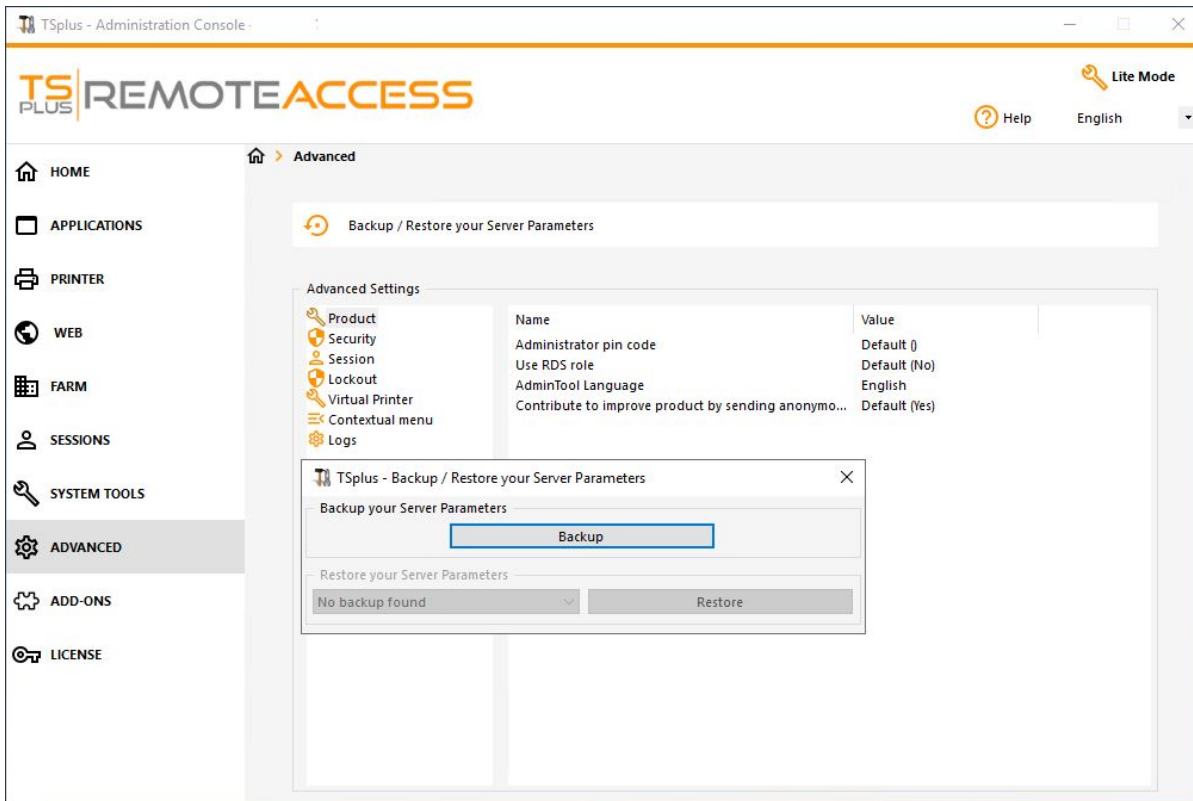 TSplus - Administration Console -
TS PLUS REMOTEACCESS
Lite Mode
Help
English
HOME
APPLICATIONS
PRINTER
WEB
FARM
SESSIONS
SYSTEM TOOLS
ADVANCED
ADD-ONS
LICENSE
Advanced
Backup / Restore your Server Parameters
Advanced Settings
Product
Security
Session
Lockout
Virtual Printer
Contextual menu
Logs
Name Value
Administrator pin code Default ()
Use RDS role Default (No)
AdminTool Language English
Contribute to improve product by sending anonymo... Default (Yes)
TSplus - Backup / Restore your Server Parameters
Backup your Server Parameters
Backup
Restore your Server Parameters
No backup found
Restore